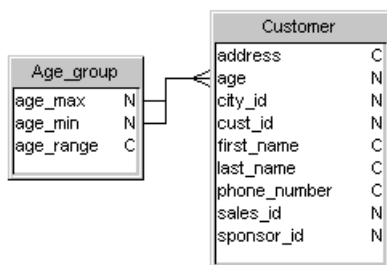 Age_group
age_max N
age_min N
age_range C
Customer
address C
age N
city_id N
cust_id N
first_name C
last_name C
phone_number C
sales_id N
sponsor_id N